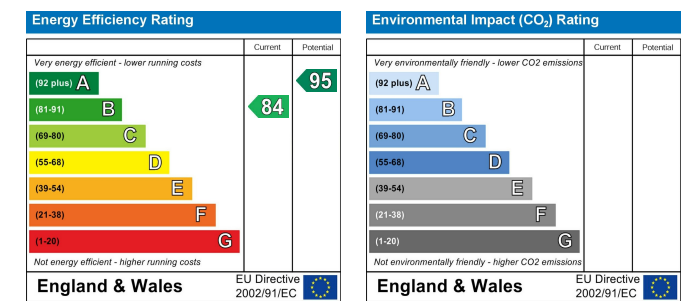 Energy Efficiency Rating
Current Potential
Very energy efficient - lower running costs
(92 plus) A
95
(81-91) B
84
(69-80) C
(55-68) D
(39-54) E
(21-38) F
(1-20) G
Not energy efficient - higher running costs
England & Wales
EU Directive
2002/91/EC
Environmental Impact (CO₂) Rating
Current Potential
Very environmentally friendly - lower CO2 emissions
(92 plus) A
(81-91) B
(69-80) C
(55-68) D
(39-54) E
(21-38) F
(1-20) G
Not environmentally friendly - higher CO2 emissions
England & Wales
EU Directive
2002/91/EC